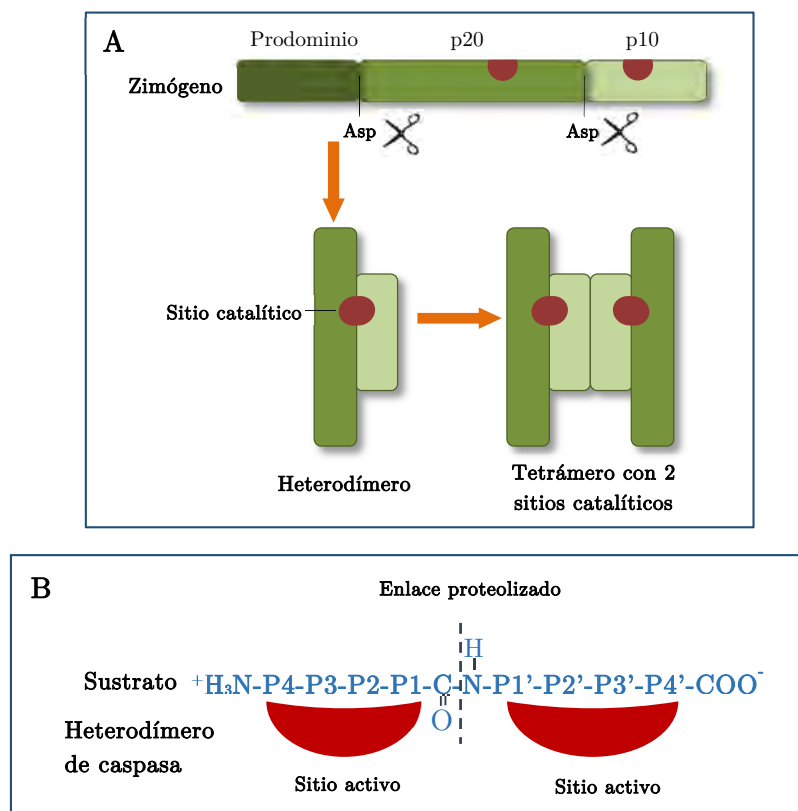 A
Prodominio p20 p10
Zimógeno
Asp Asp
Sitio catalítico
Heterodímero
Tetrámero con 2
sitios catalíticos
B
Enlace proteolizado
H
Sustrato ⁺H₃N-P4-P3-P2-P1-C-N-P1'-P2'-P3'-P4'-COO⁻
O
Heterodímero
de caspasa
Sitio activo Sitio activo